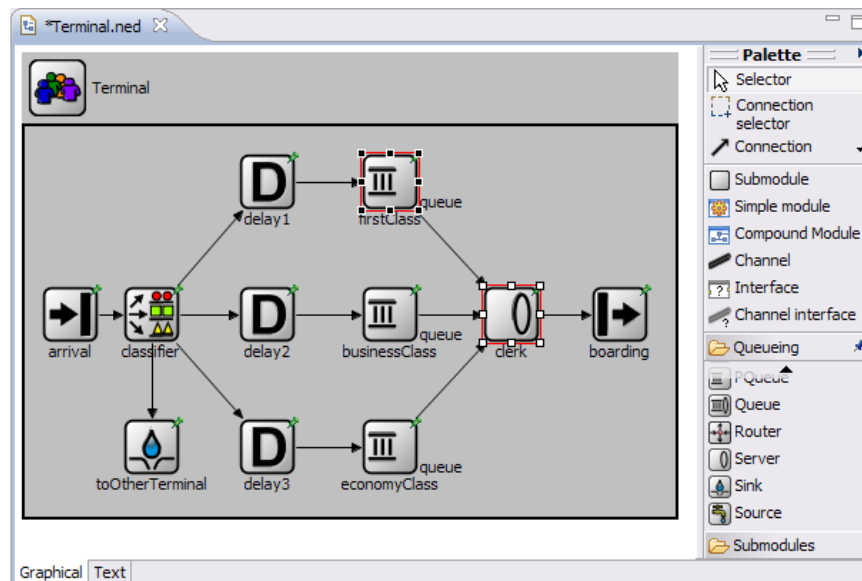 *Terminal.ned
Terminal
D
delay1
firstClass
queue
arrival
classifier
D
delay2
businessClass
queue
clerk
boarding
toOtherTerminal
D
delay3
economyClass
queue
Palette
Selector
Connection
selector
Connection
Submodule
Simple module
Compound Module
Channel
?
Interface
?
Channel interface
Queueing
PQueue
Queue
Router
Server
Sink
Source
Submodules
Graphical Text